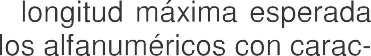 longitud máxima esperada
los alfanuméricos con carac-